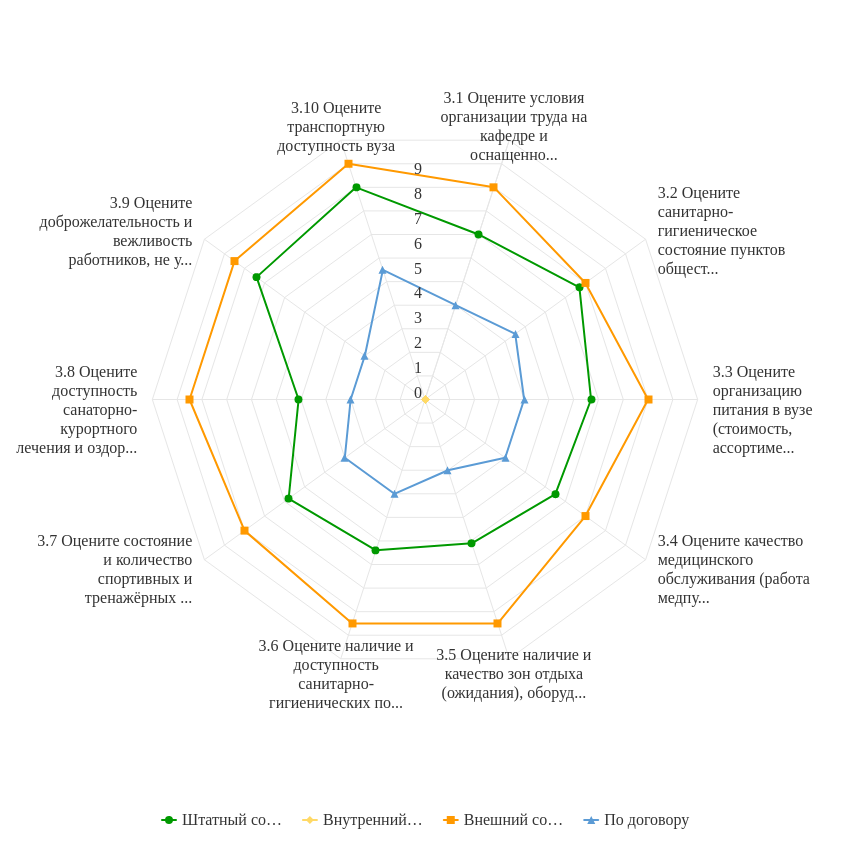 3.10 Оцените
транспортную
доступность вуза
3.1 Оцените условия
организации труда на
кафедре и
оснащенно...
3.2 Оцените
санитарно-
гигиеническое
состояние пунктов
общест...
3.3 Оцените
организацию
питания в вузе
(стоимость,
ассортиме...
3.4 Оцените качество
медицинского
обслуживания (работа
медпу...
3.5 Оцените наличие и
качество зон отдыха
(ожидания), оборуд...
3.6 Оцените наличие и
доступность
санитарно-
гигиенических по...
3.7 Оцените состояние
и количество
спортивных и
тренажёрных ...
3.8 Оцените
доступность
санаторно-
курортного
лечения и оздор...
3.9 Оцените
доброжелательность и
вежливость
работников, не у...
9
8
7
6
5
4
3
2
1
0
Штатный со… Внутренний… Внешний со… По договору